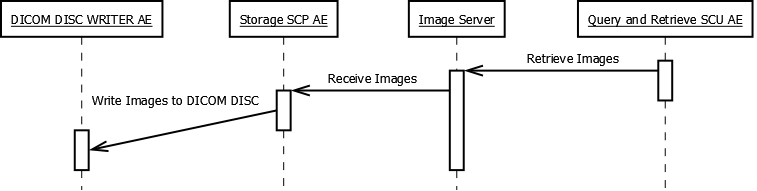 DICOM DISC WRITER AE
Storage SCP AE
Image Server
Query and Retrieve SCU AE
Retrieve Images
Receive Images
Write Images to DICOM DISC